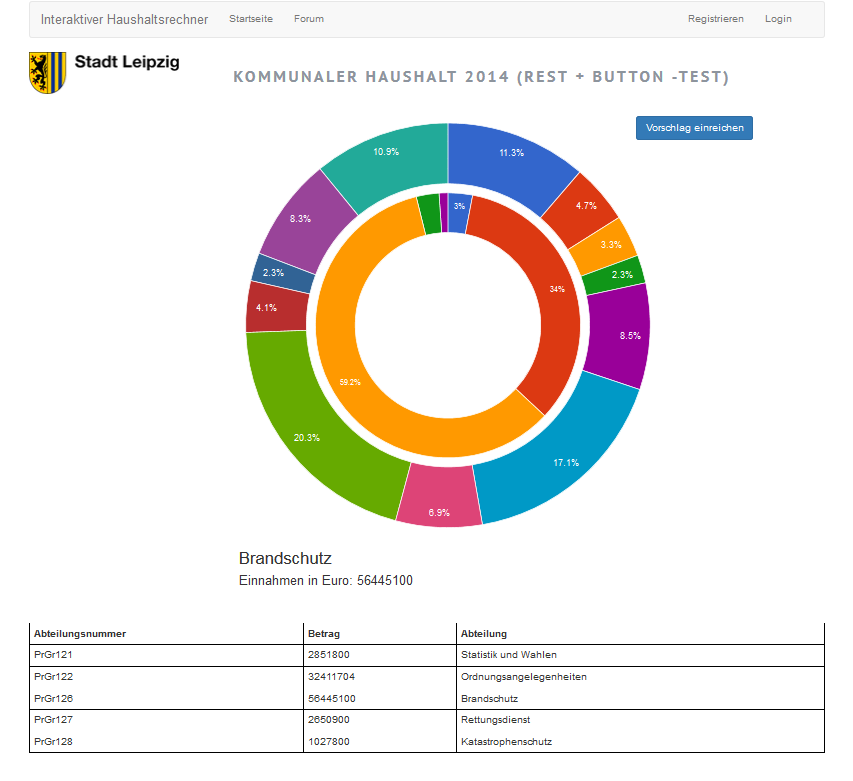 Interaktiver Haushaltsrechner Startseite Forum Registrieren Login
Stadt Leipzig
KOMMUNALER HAUSHALT 2014 (REST + BUTTON -TEST)
Vorschlag einreichen
10.9% 11.3%
8.3% 3% 4.7%
3.3%
2.3% 2.3%
34%
4.1% 8.5%
59.2%
20.3%
17.1%
6.9%
Brandschutz
Einnahmen in Euro: 56445100
Abteilungsnummer Betrag Abteilung
PrGr121 2851800 Statistik und Wahlen
PrGr122 32411704 Ordnungsangelegenheiten
PrGr126 56445100 Brandschutz
PrGr127 2650900 Rettungsdienst
PrGr128 1027800 Katastrophenschutz